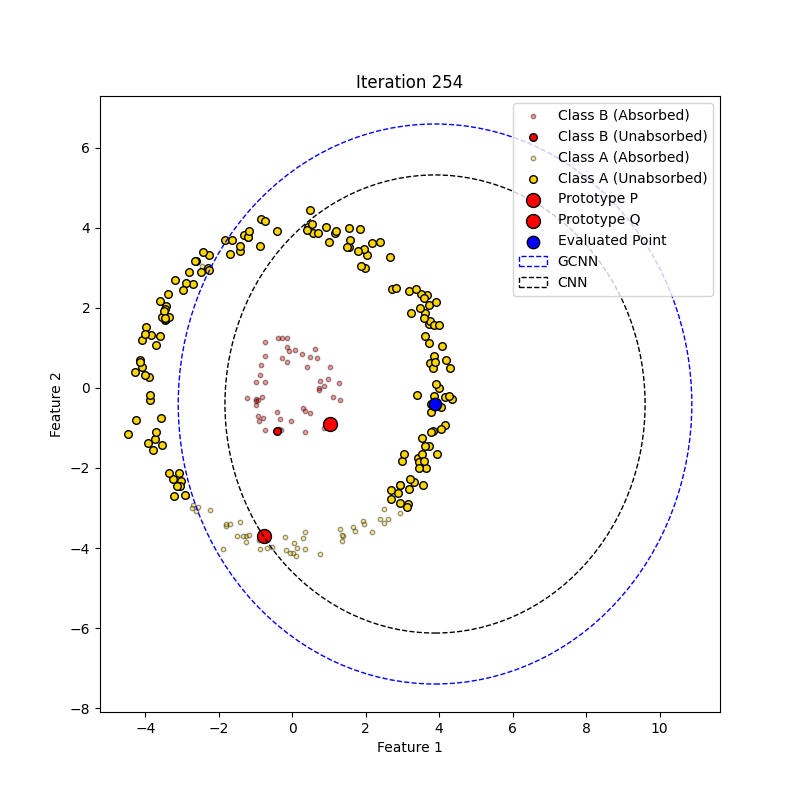 Iteration 254
Class B (Absorbed)
Class B (Unabsorbed)
Class A (Absorbed)
Class A (Unabsorbed)
Prototype P
Prototype Q
Evaluated Point
GCNN
CNN
6
4
2
0
−2
−4
−6
−8
Feature 2
−4 −2 0 2 4 6 8 10
Feature 1